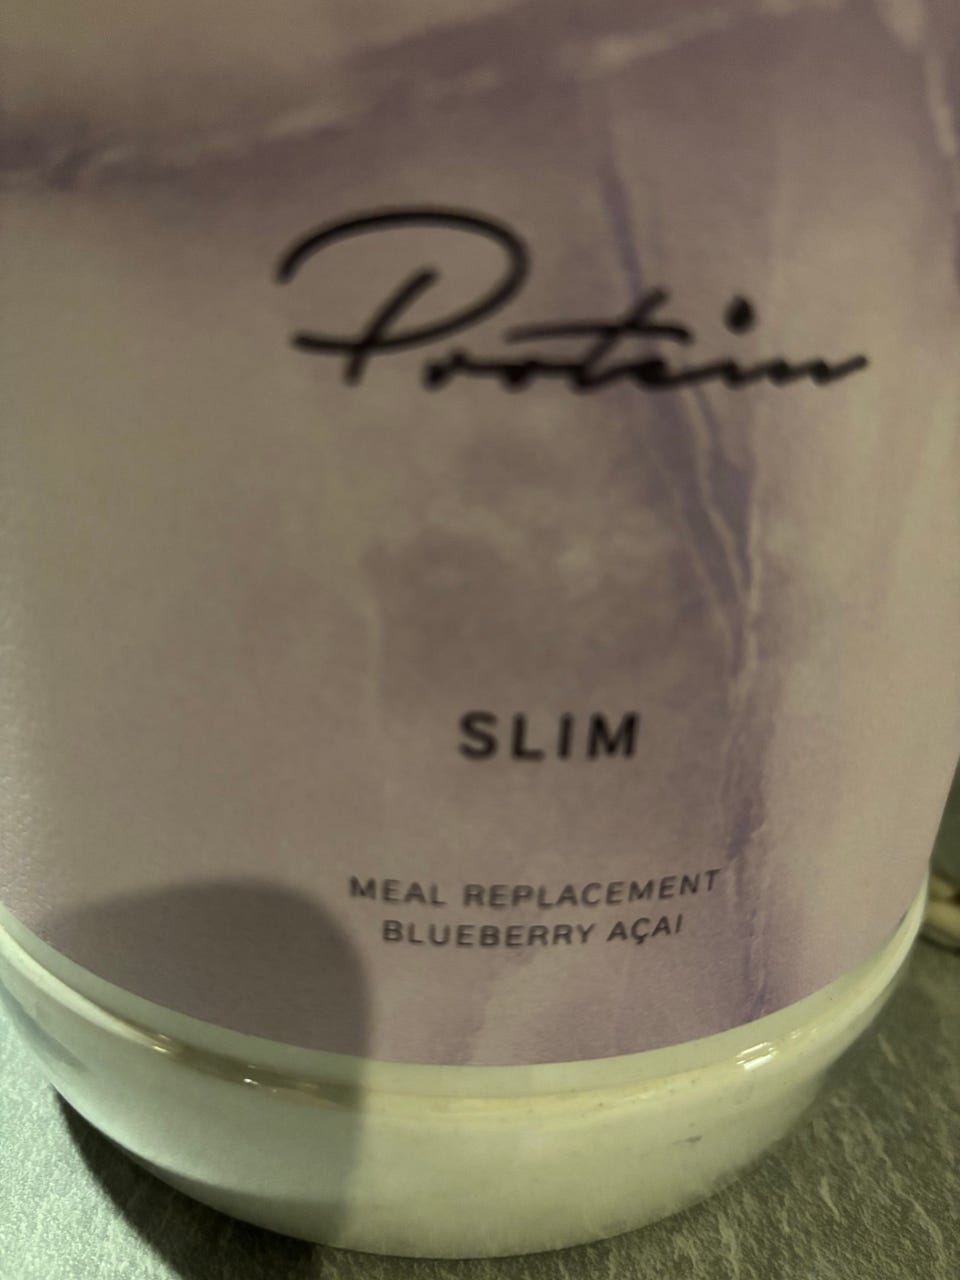 Protein
SLIM
MEAL REPLACEMENT
BLUEBERRY AÇAI